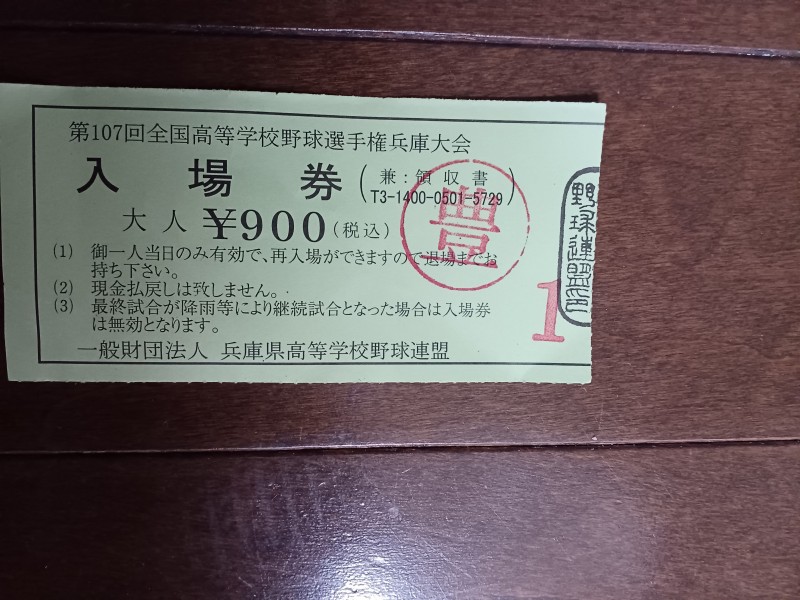 第107回全国高等学校野球選手権兵庫大会
入場券(兼:領収書)
T3-1400-0501-5729
大人 ¥900(税込)
豊
(1) 御一人当日のみ有効で、再入場ができますので退場までお
持ち下さい。
(2) 現金払戻しは致しません。
(3) 最終試合が降雨等により継続試合となった場合は入場券
は無効となります。
一般財団法人 兵庫県高等学校野球連盟
野球連盟
1